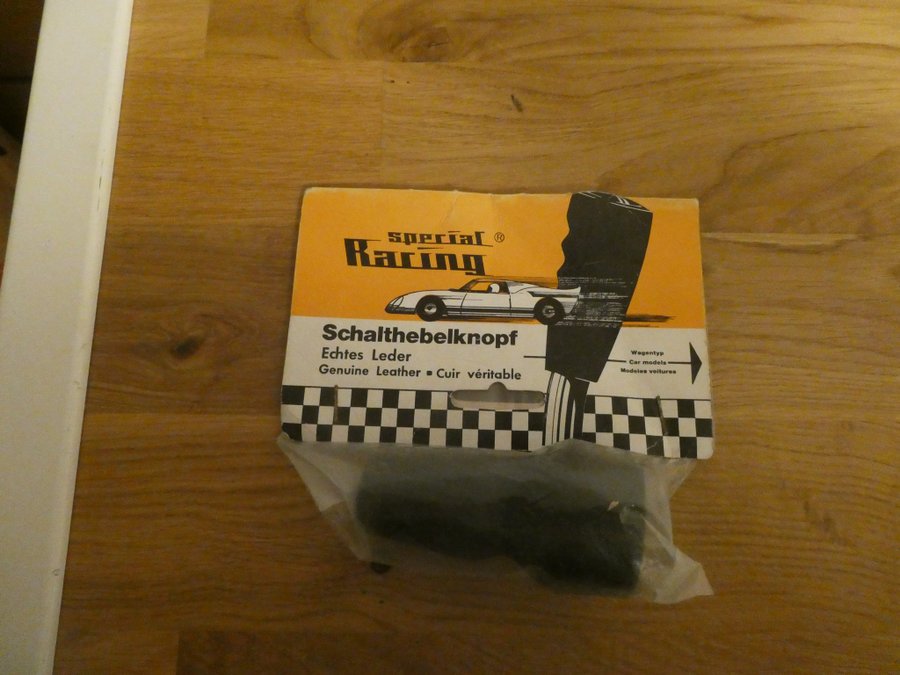 special ®
Racing
Schalthebelknopf
Echtes Leder
Genuine Leather ▪ Cuir véritable
Wagentyp
Car models
Modeles voitures